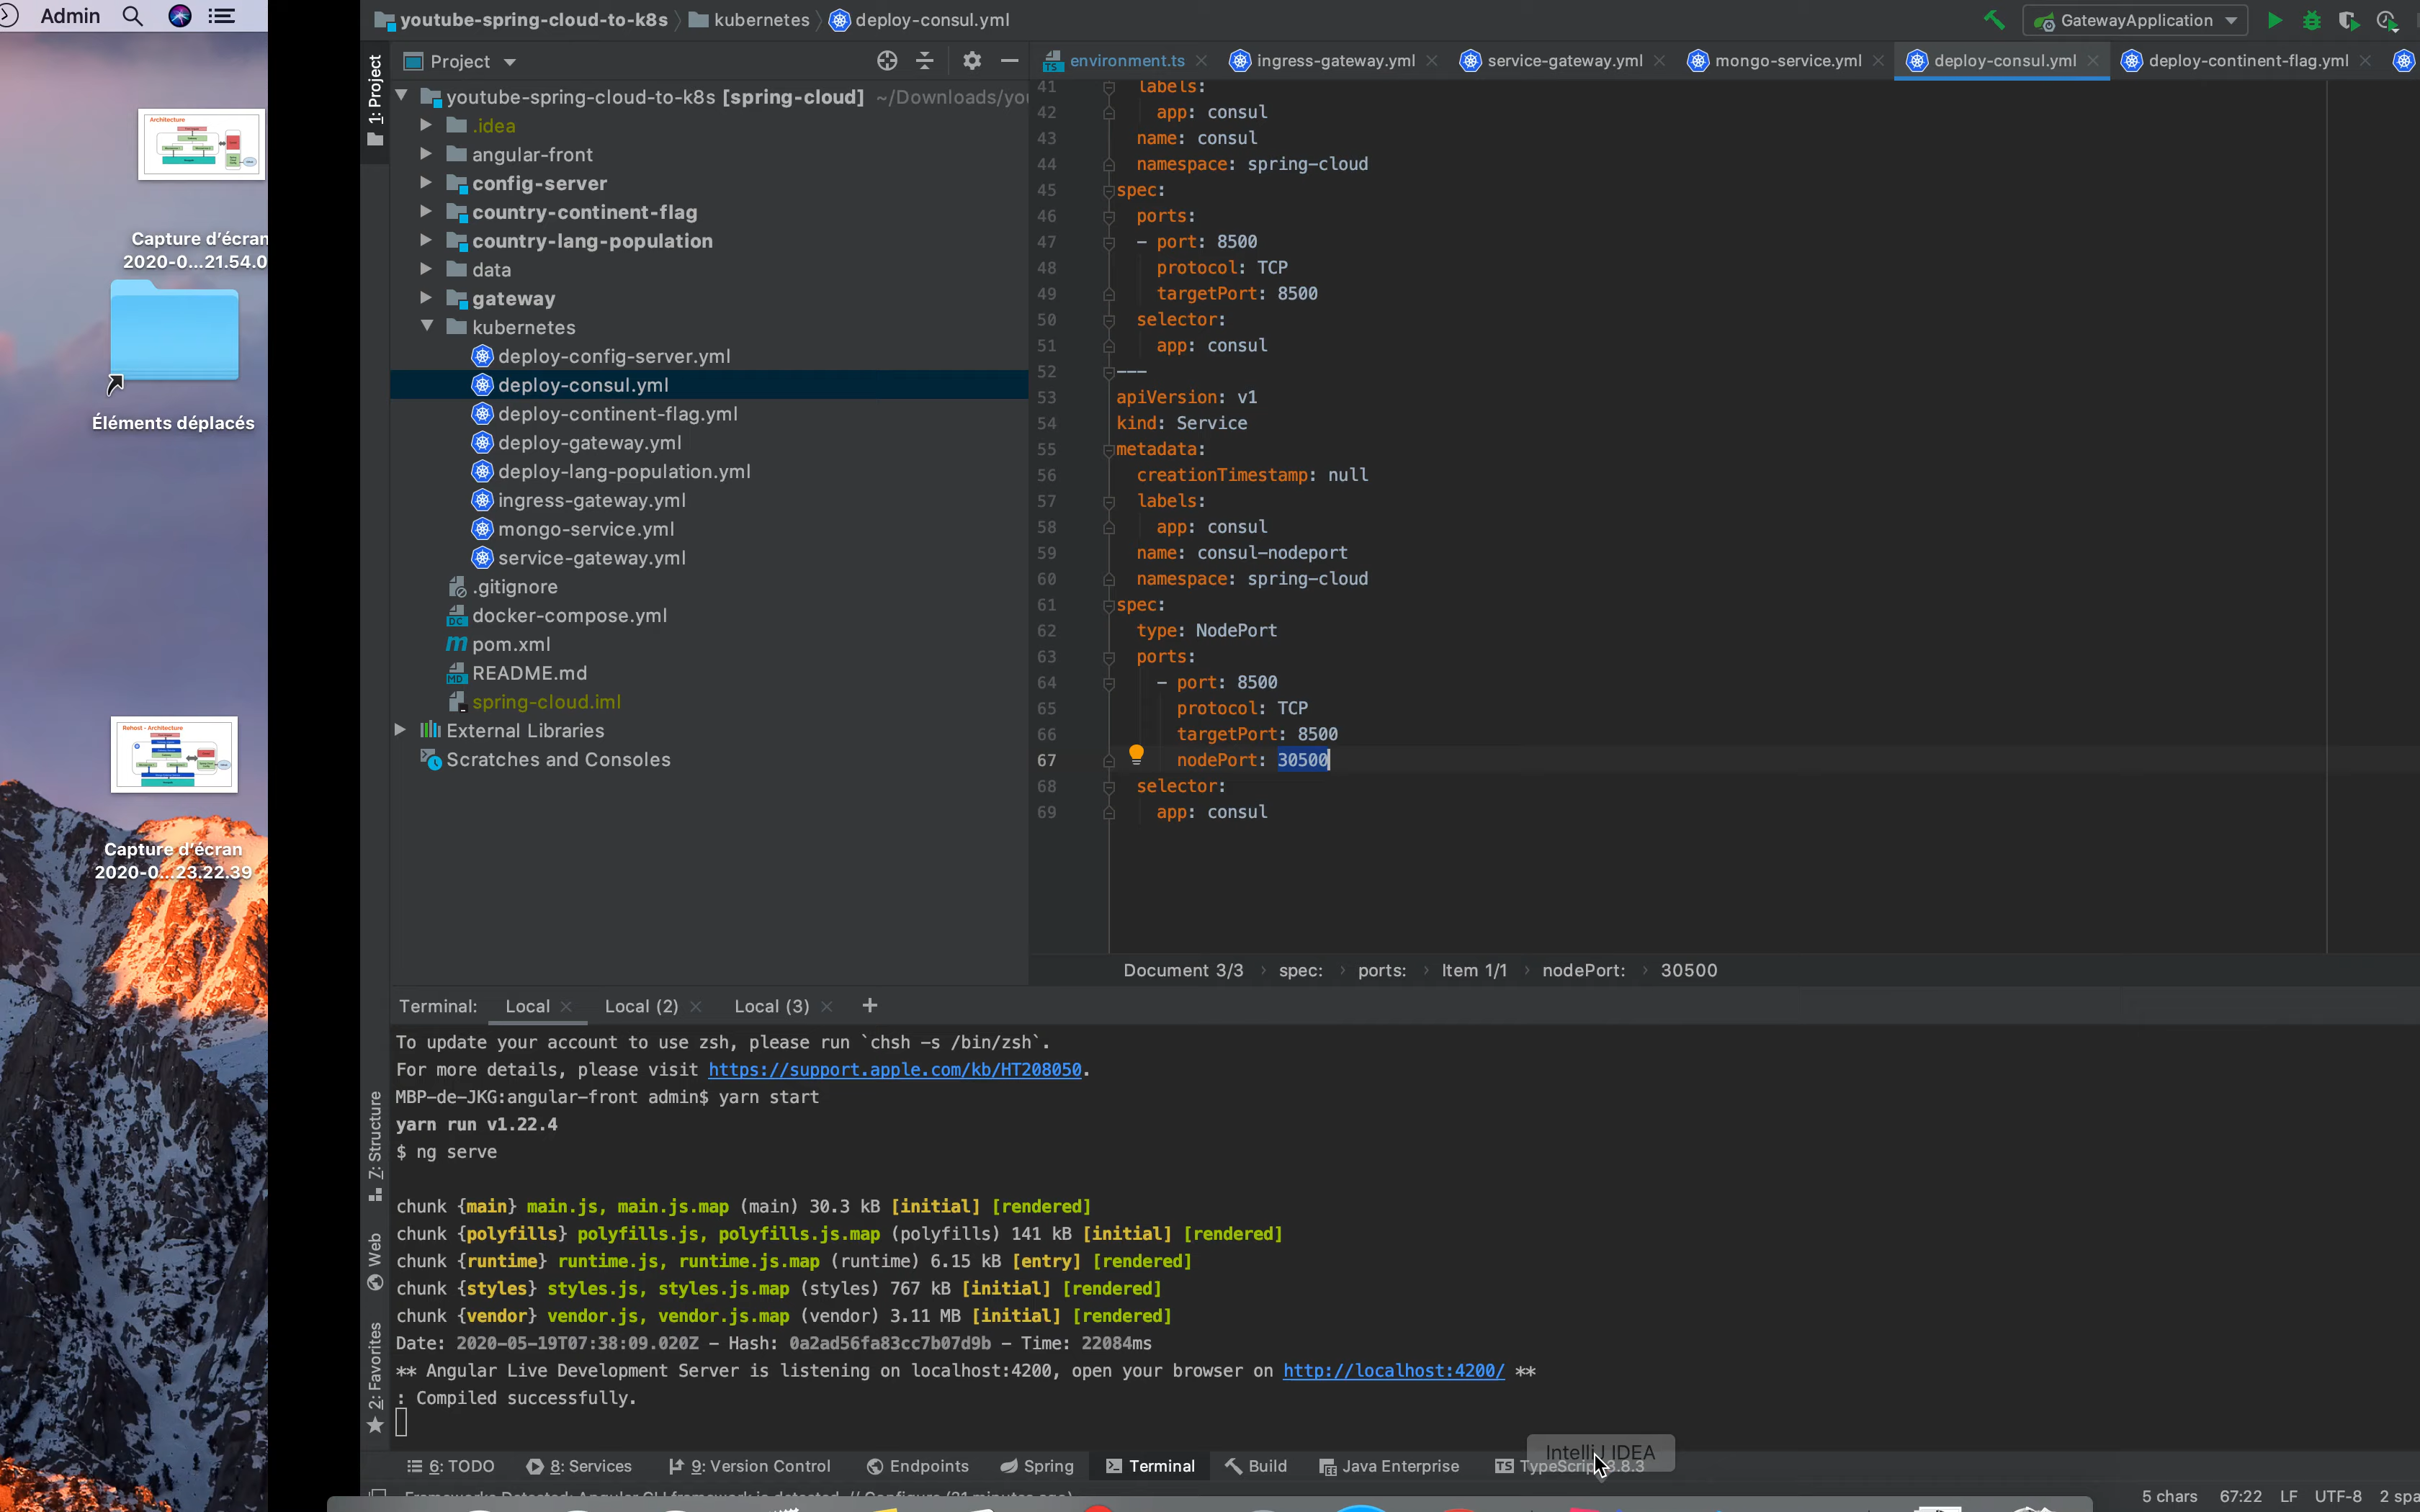 Admin
Architecture
Capture d'écran
2020-0...21.54.0
Éléments déplacés
Rehost - Architecture
Capture d'écran
2020-0...23.22.39
youtube-spring-cloud-to-k8s
kubernetes
deploy-consul.yml
GatewayApplication
1: Project
Project
environment.ts
ingress-gateway.yml
service-gateway.yml
mongo-service.yml
deploy-consul.yml
deploy-continent-flag.yml
youtube-spring-cloud-to-k8s [spring-cloud] ~/Downloads/you
.idea
angular-front
config-server
country-continent-flag
country-lang-population
data
gateway
kubernetes
deploy-config-server.yml
deploy-consul.yml
deploy-continent-flag.yml
deploy-gateway.yml
deploy-lang-population.yml
ingress-gateway.yml
mongo-service.yml
service-gateway.yml
.gitignore
docker-compose.yml
pom.xml
README.md
spring-cloud.iml
External Libraries
Scratches and Consoles
41 labels:
42 app: consul
43 name: consul
44 namespace: spring-cloud
45 spec:
46 ports:
47 - port: 8500
48 protocol: TCP
49 targetPort: 8500
50 selector:
51 app: consul
52 ---
53 apiVersion: v1
54 kind: Service
55 metadata:
56 creationTimestamp: null
57 labels:
58 app: consul
59 name: consul-nodeport
60 namespace: spring-cloud
61 spec:
62 type: NodePort
63 ports:
64 - port: 8500
65 protocol: TCP
66 targetPort: 8500
67 nodePort: 30500
68 selector:
69 app: consul
Document 3/3 › spec: › ports: › Item 1/1 › nodePort: › 30500
Terminal: Local Local (2) Local (3) +
To update your account to use zsh, please run `chsh -s /bin/zsh`.
For more details, please visit https://support.apple.com/kb/HT208050.
MBP-de-JKG:angular-front admin$ yarn start
yarn run v1.22.4
$ ng serve
chunk {main} main.js, main.js.map (main) 30.3 kB [initial] [rendered]
chunk {polyfills} polyfills.js, polyfills.js.map (polyfills) 141 kB [initial] [rendered]
chunk {runtime} runtime.js, runtime.js.map (runtime) 6.15 kB [entry] [rendered]
chunk {styles} styles.js, styles.js.map (styles) 767 kB [initial] [rendered]
chunk {vendor} vendor.js, vendor.js.map (vendor) 3.11 MB [initial] [rendered]
Date: 2020-05-19T07:38:09.020Z - Hash: 0a2ad56fa83cc7b07d9b - Time: 22084ms
** Angular Live Development Server is listening on localhost:4200, open your browser on http://localhost:4200/ **
: Compiled successfully.
7: Structure
Web
2: Favorites
6: TODO
8: Services
9: Version Control
Endpoints
Spring
Terminal
Build
Java Enterprise
TypeScript 3.8.3
IntelliJ IDEA
5 chars 67:22 LF UTF-8 2 spa